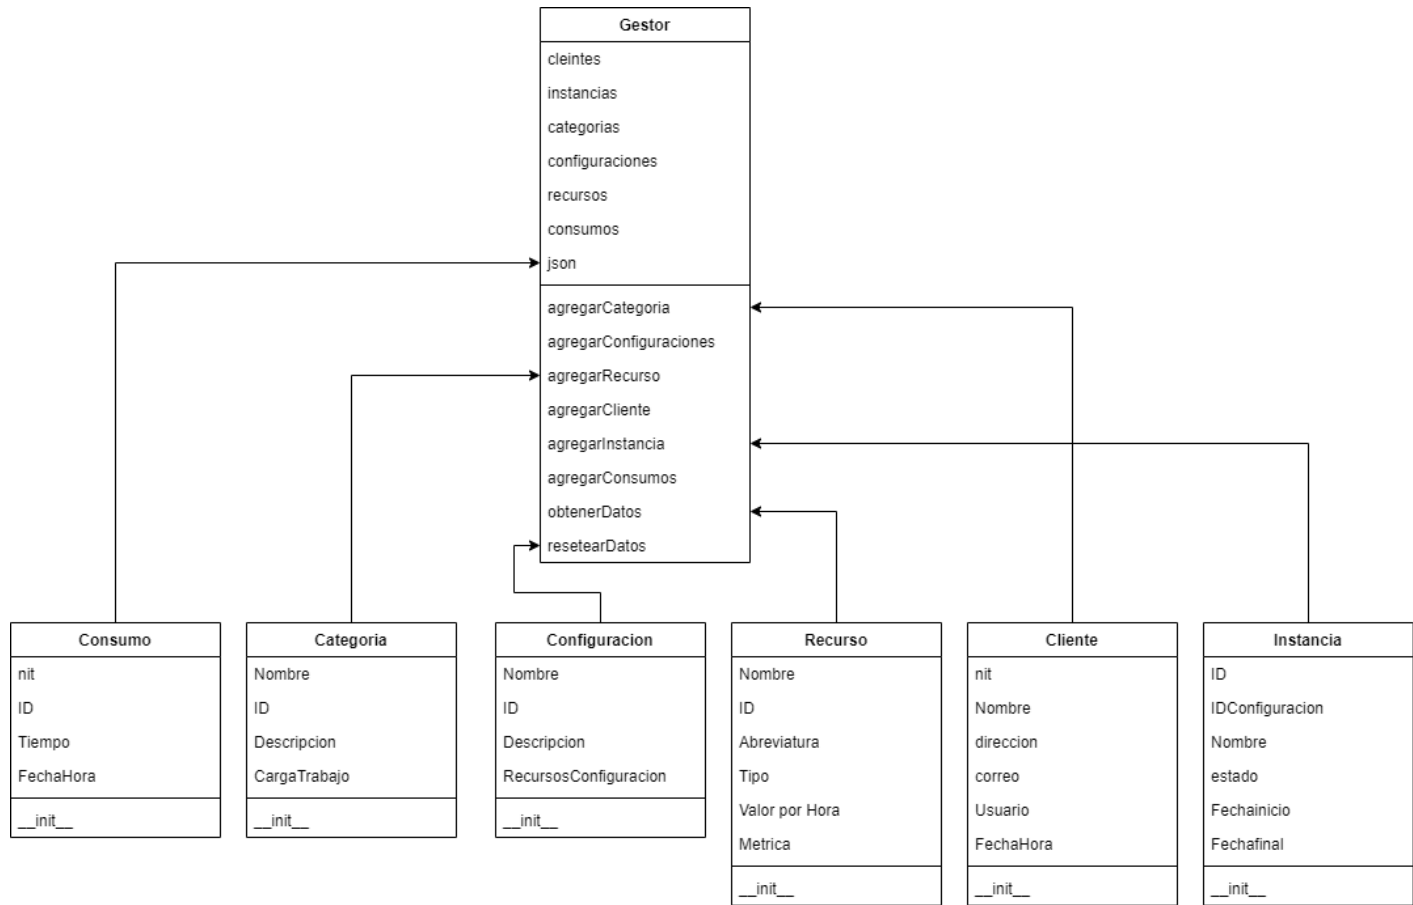 Gestor
cleintes
instancias
categorias
configuraciones
recursos
consumos
json
agregarCategoria
agregarConfiguraciones
agregarRecurso
agregarCliente
agregarInstancia
agregarConsumos
obtenerDatos
resetearDatos
Consumo
nit
ID
Tiempo
FechaHora
__init__
Categoria
Nombre
ID
Descripcion
CargaTrabajo
__init__
Configuracion
Nombre
ID
Descripcion
RecursosConfiguracion
__init__
Recurso
Nombre
ID
Abreviatura
Tipo
Valor por Hora
Metrica
__init__
Cliente
nit
Nombre
direccion
correo
Usuario
FechaHora
__init__
Instancia
ID
IDConfiguracion
Nombre
estado
Fechainicio
Fechafinal
__init__